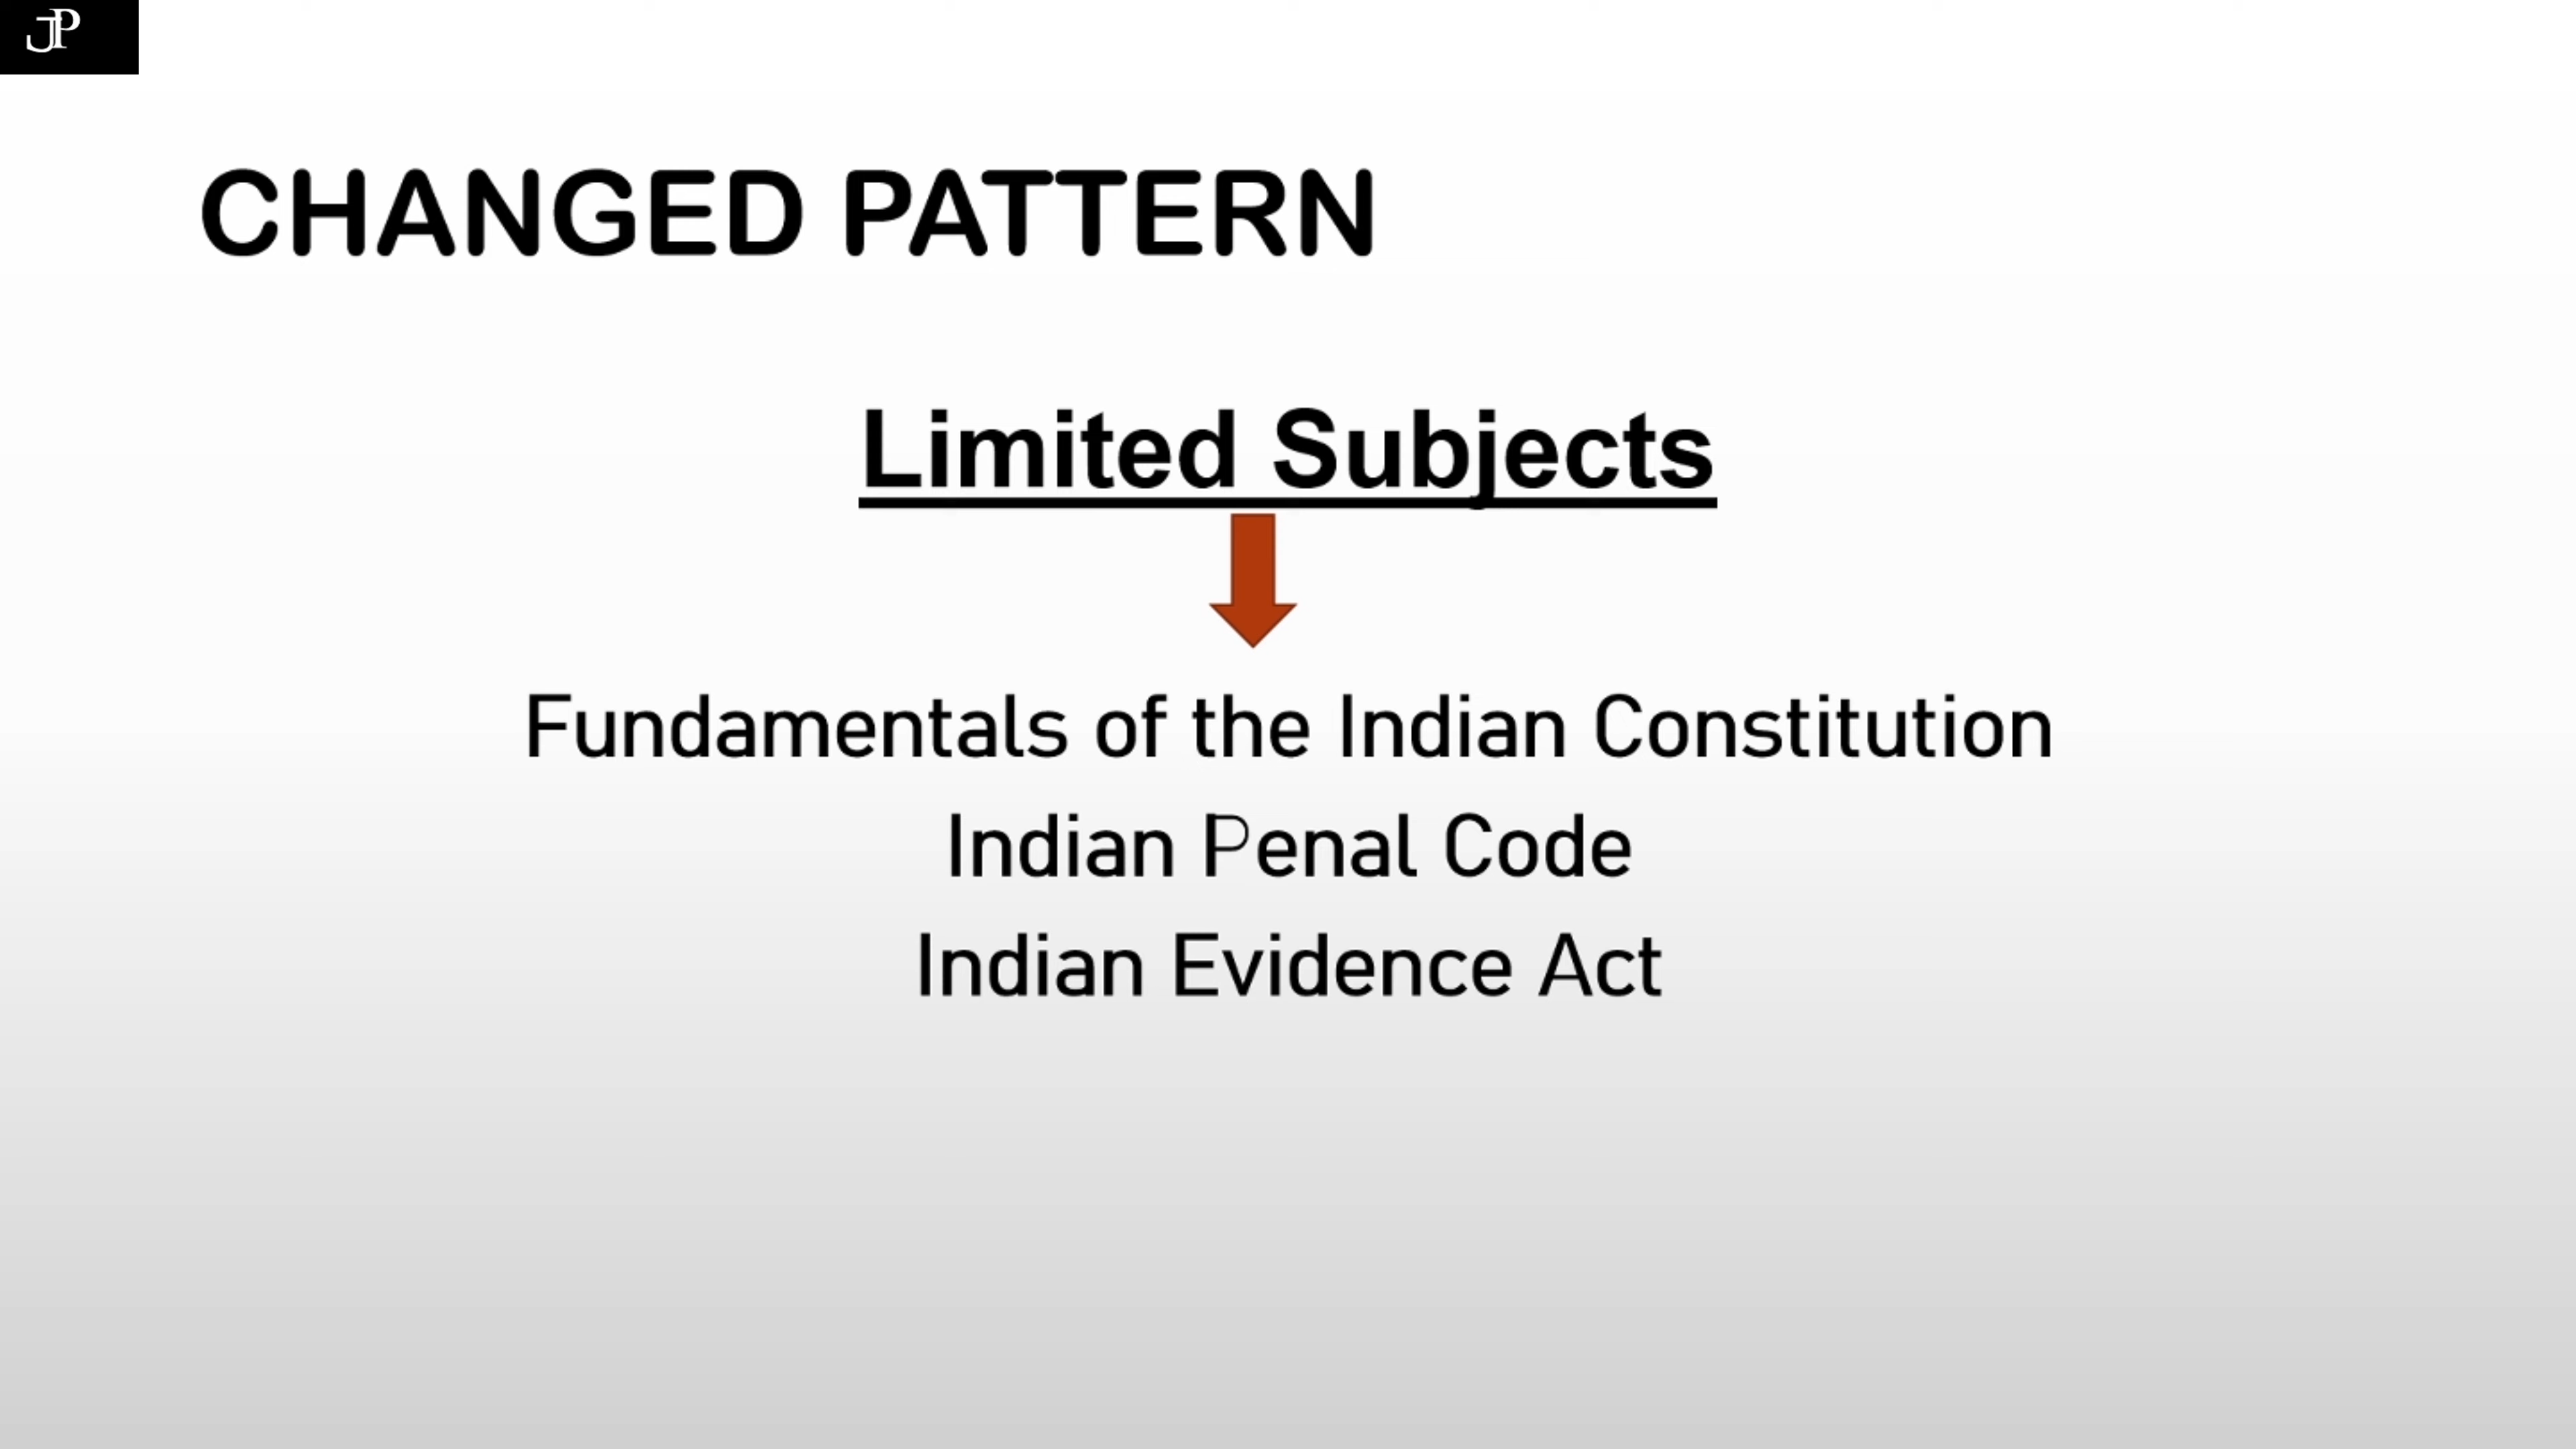 JP
CHANGED PATTERN
Limited Subjects
Fundamentals of the Indian Constitution
Indian Penal Code
Indian Evidence Act